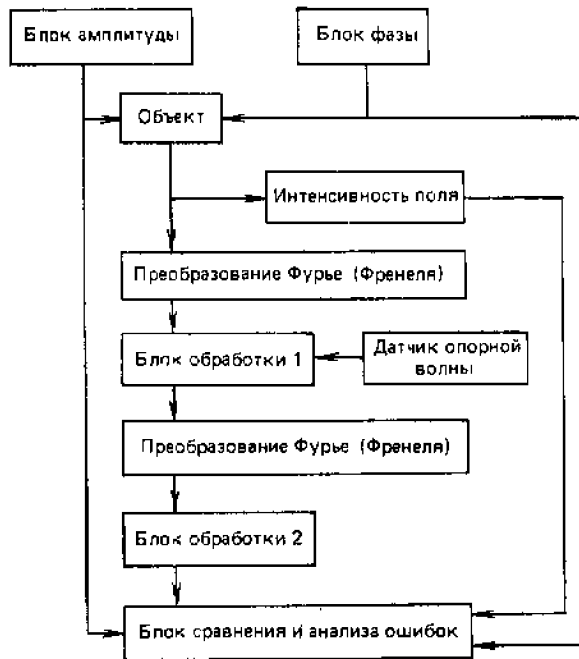 Блок амплитуды
Блок фазы
Объект
Интенсивность поля
Преобразование Фурье (Френеля)
Блок обработки 1
Датчик опорной
волны
Преобразование Фурье (Френеля)
Блок обработки 2
Блок сравнения и анализа ошибок